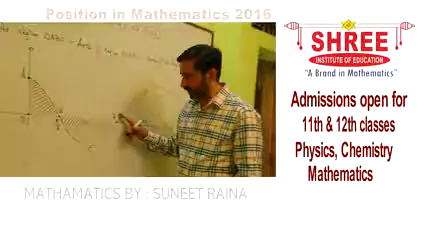 Position in Mathematics 2016
SHREE
INSTITUTE OF EDUCATION
"A Brand in Mathematics"
Admissions open for
11th & 12th classes
Physics, Chemistry
Mathematics
MATHAMATICS BY : SUNEET RAINA